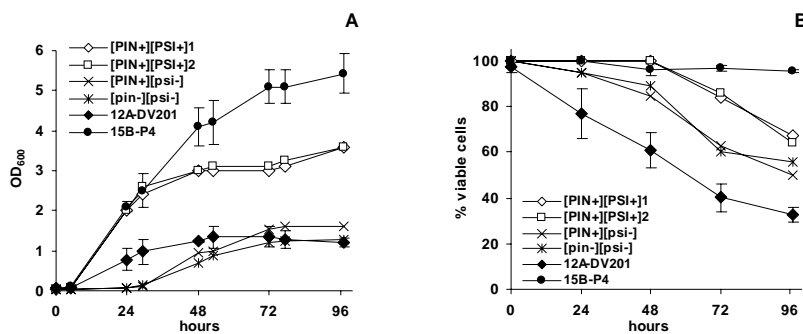 A
[PIN+][PSI+]1
[PIN+][PSI+]2
[PIN+][psi-]
[pin-][psi-]
12A-DV201
15B-P4
OD600
6
5
4
3
2
1
0
0 24 48 72 96
hours
B
% viable cells
100
80
60
40
20
0
[PIN+][PSI+]1
[PIN+][PSI+]2
[PIN+][psi-]
[pin-][psi-]
12A-DV201
15B-P4
0 24 48 72 96
hours